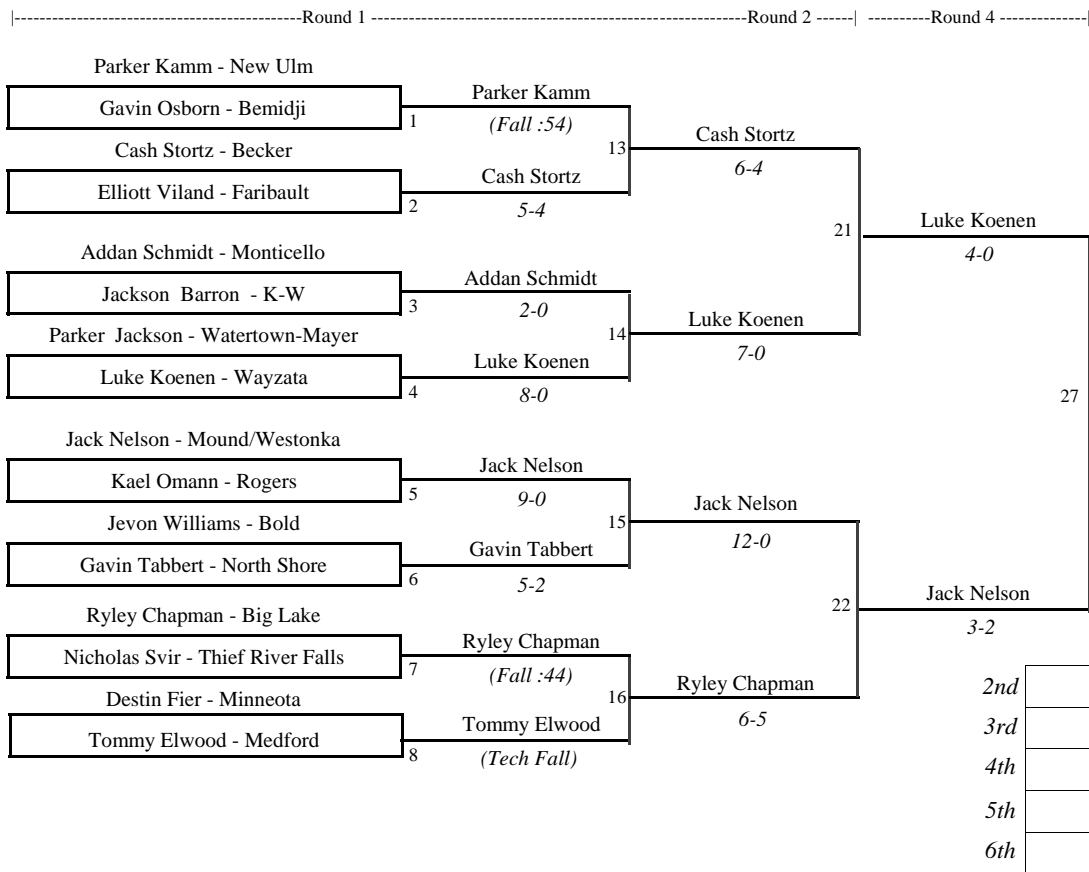 |------------------------------------------------Round 1 ----------------------------------------------------------------Round 2 ------|  ----------Round 4 --------------|
Parker Kamm - New Ulm
Gavin Osborn - Bemidji
1
Parker Kamm
(Fall :54)
Cash Stortz - Becker
Elliott Viland - Faribault
2
Cash Stortz
5-4
13
Cash Stortz
6-4
Addan Schmidt - Monticello
Jackson  Barron  - K-W
3
Addan Schmidt
2-0
Parker  Jackson - Watertown-Mayer
Luke Koenen - Wayzata
4
Luke Koenen
8-0
14
Luke Koenen
7-0
21
Luke Koenen
4-0
27
Jack Nelson - Mound/Westonka
Kael Omann - Rogers
5
Jack Nelson
9-0
Jevon Williams - Bold
Gavin Tabbert - North Shore
6
Gavin Tabbert
5-2
15
Jack Nelson
12-0
Ryley Chapman - Big Lake
Nicholas Svir - Thief River Falls
7
Ryley Chapman
(Fall :44)
Destin Fier - Minneota
Tommy Elwood - Medford
8
Tommy Elwood
(Tech Fall)
16
Ryley Chapman
6-5
22
Jack Nelson
3-2
2nd
3rd
4th
5th
6th